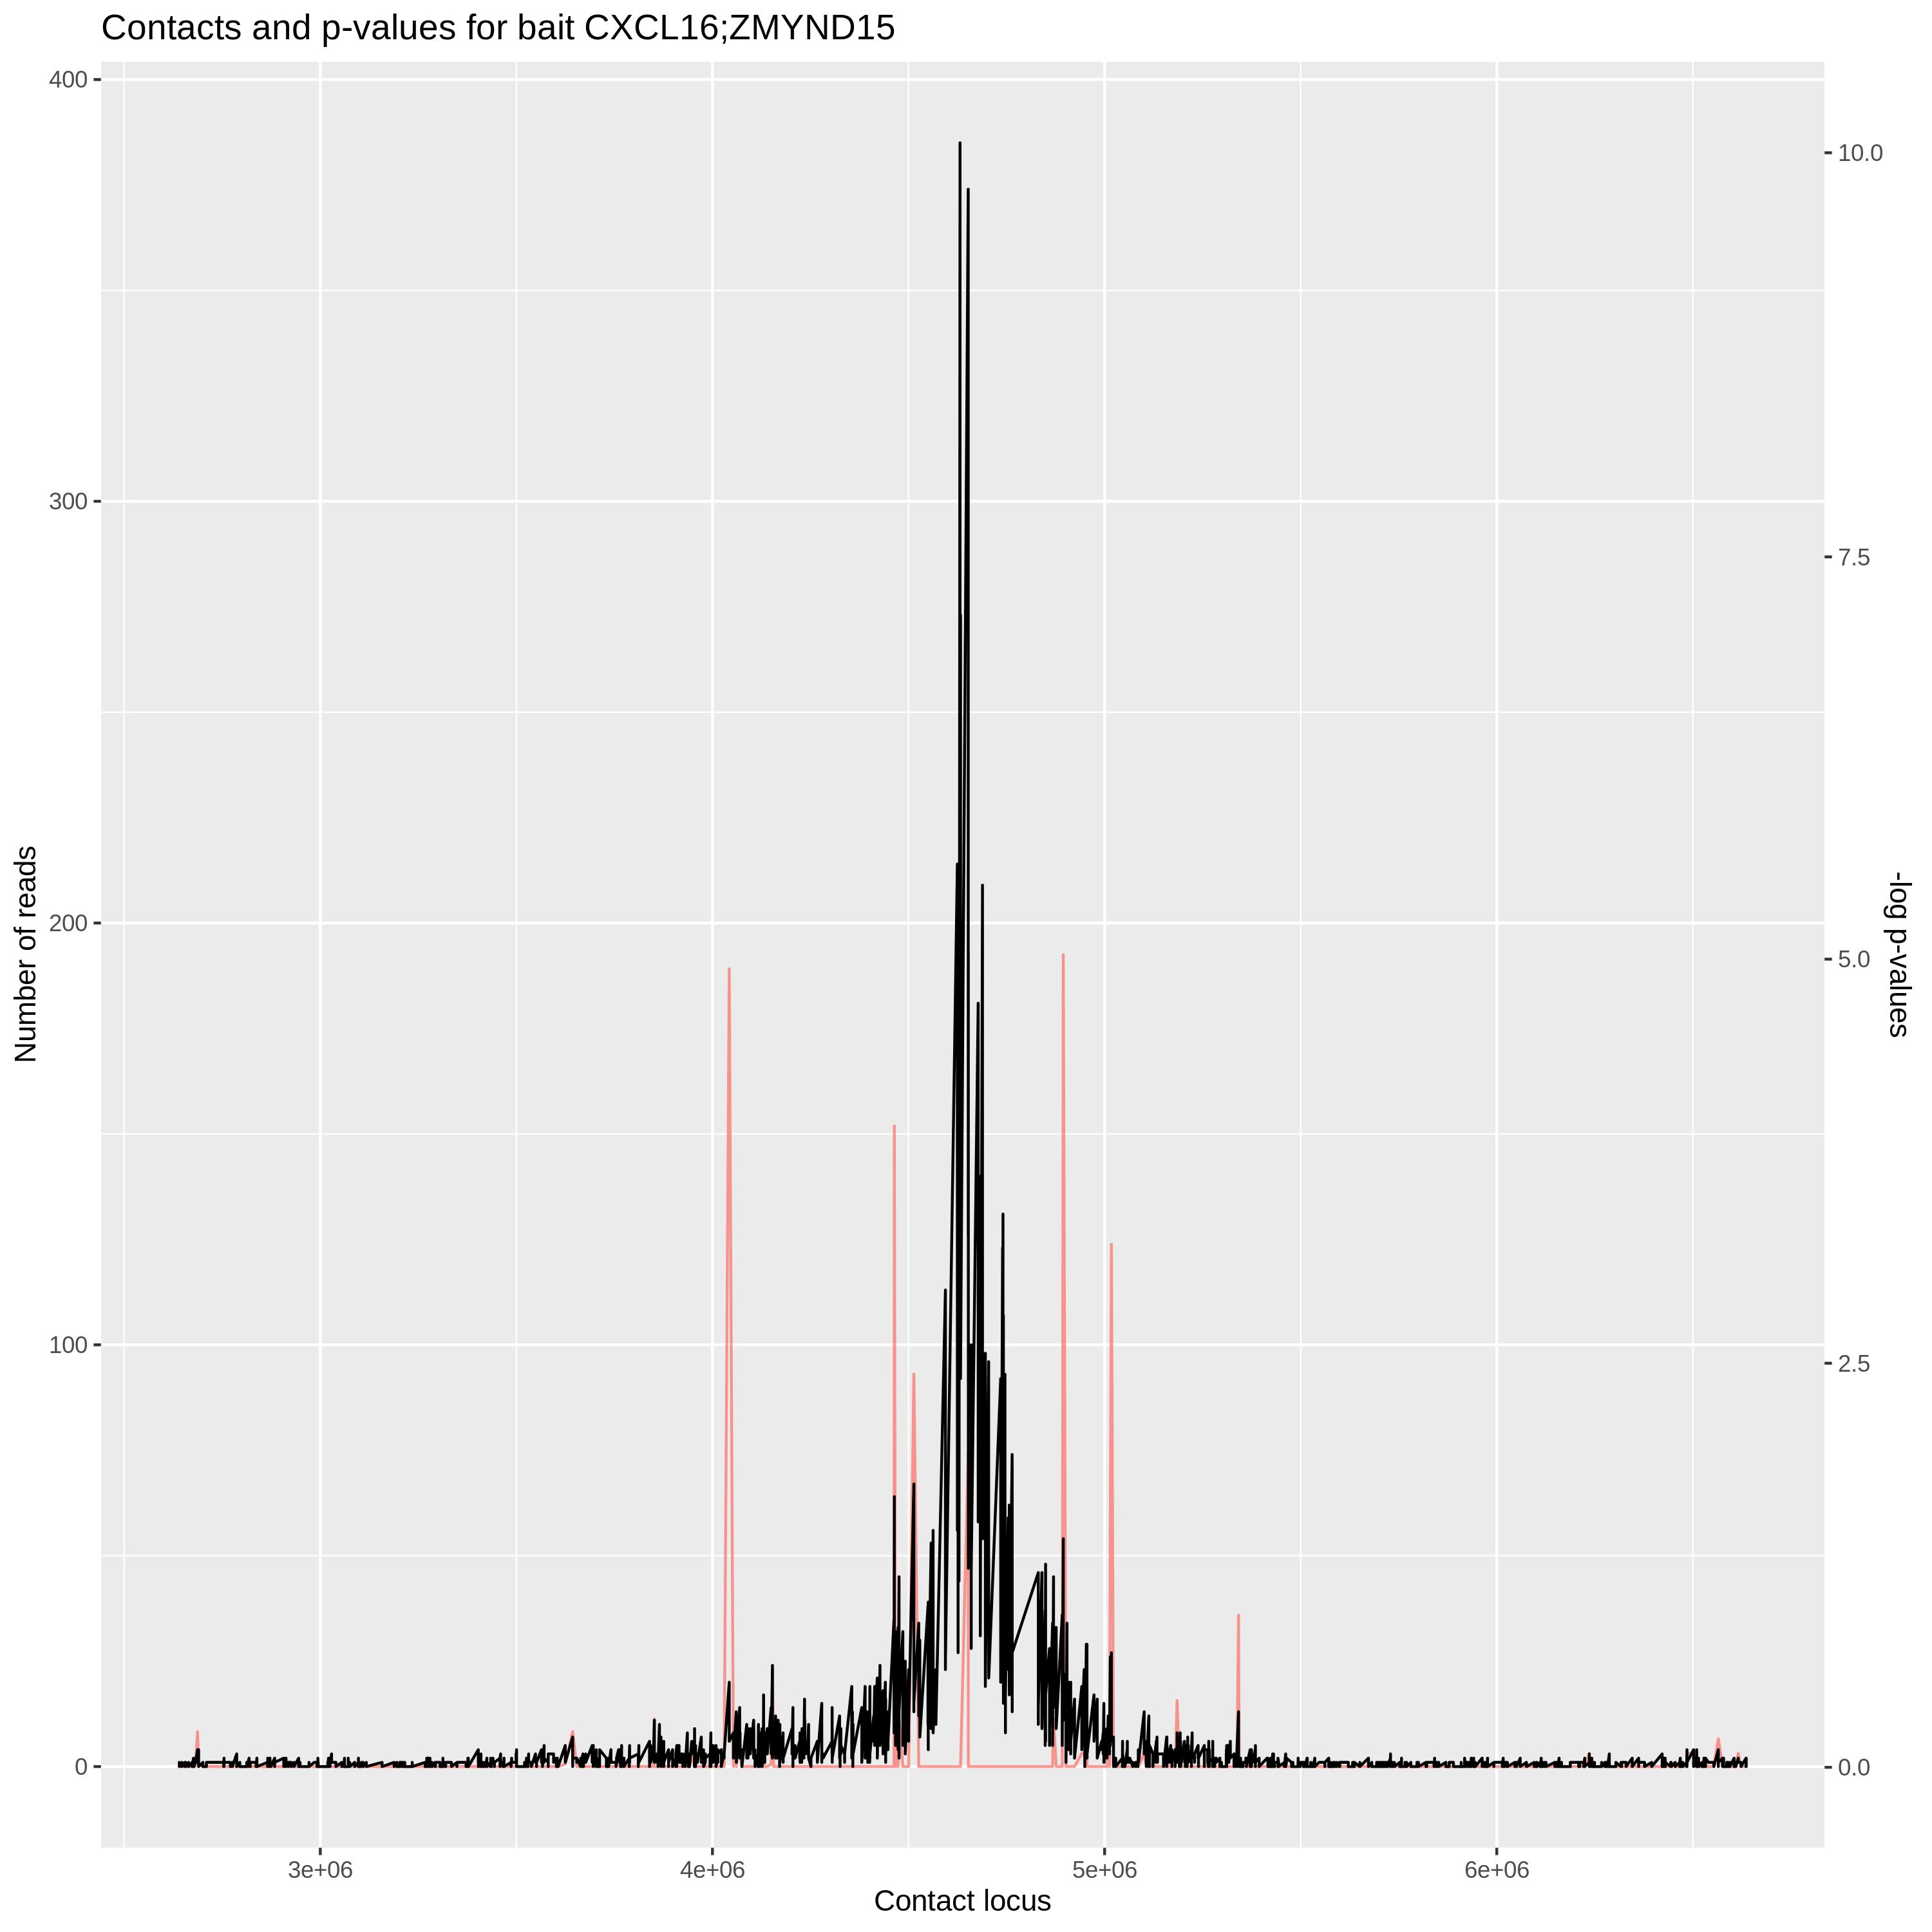 Contacts and p-values for bait CXCL16;ZMYND15
400
300
200
100
0
Number of reads
10.0
7.5
5.0
2.5
0.0
-log p-values
3e+06
4e+06
5e+06
6e+06
Contact locus